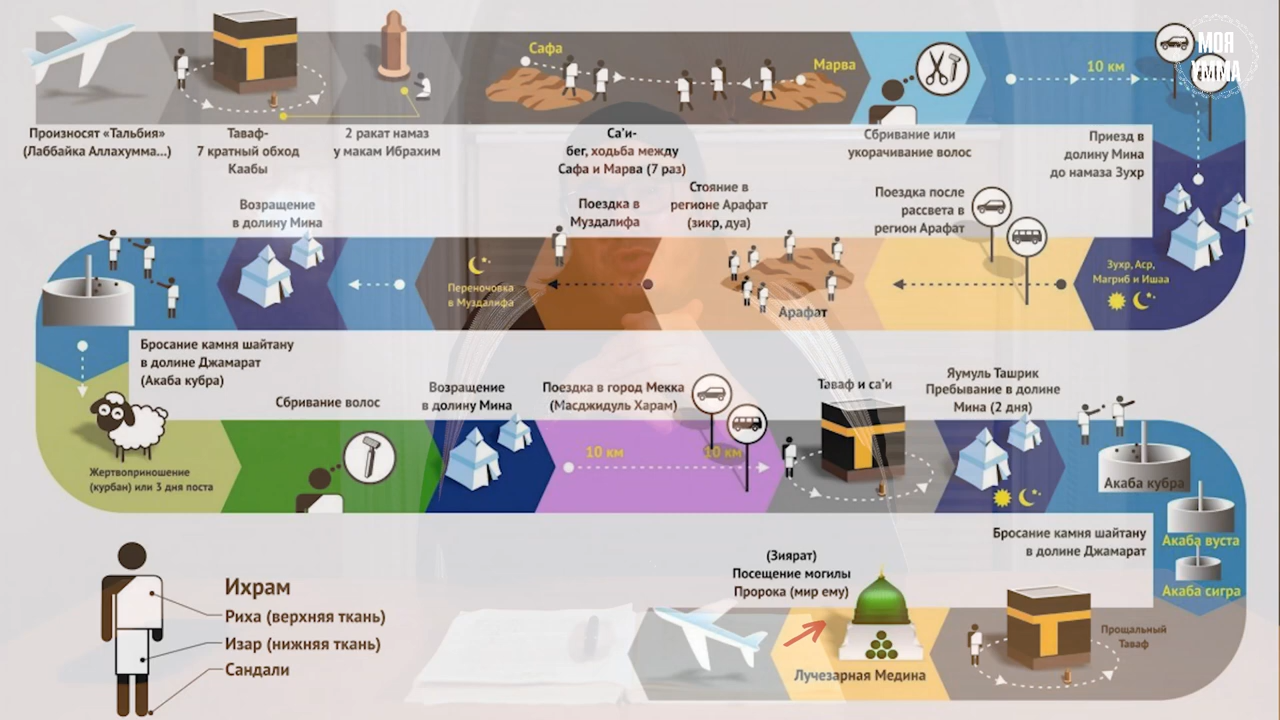 МОЯ
УММА
Сафа
Марва
10 км
Произносят «Тальбия»
(Лаббайка Аллахумма...)
Таваф-
7 кратный обход
Каабы
2 ракат намаз
у макам Ибрахим
Са'и-
бег, ходьба между
Сафа и Марва (7 раз)
Сбривание или
укорачивание волос
Приезд в
долину Мина
до намаза Зухр
Возращение
в долину Мина
Поездка в
Муздалифа
Стояние в
регионе Арафат
(зикр, дуа)
Поездка после
рассвета в
регион Арафат
Переночовка
в Муздалифа
Арафат
Зухр, Аср,
Магриб и Ишаа
Бросание камня шайтану
в долине Джамарат
(Акаба кубра)
Сбривание волос
Возращение
в долину Мина
Поездка в город Мекка
(Масджидуль Харам)
Таваф и са'и
Яумуль Ташрик
Пребывание в долине
Мина (2 дня)
Жертвоприношение
(курбан) или 3 дня поста
10 км
10 км
Акаба кубра
Акаба вуста
Акаба сигра
Бросание камня шайтану
в долине Джамарат
(Зиярат)
Посещение могилы
Пророка (мир ему)
Лучезарная Медина
Прощальный
Таваф
Ихрам
Риха (верхняя ткань)
Изар (нижняя ткань)
Сандали